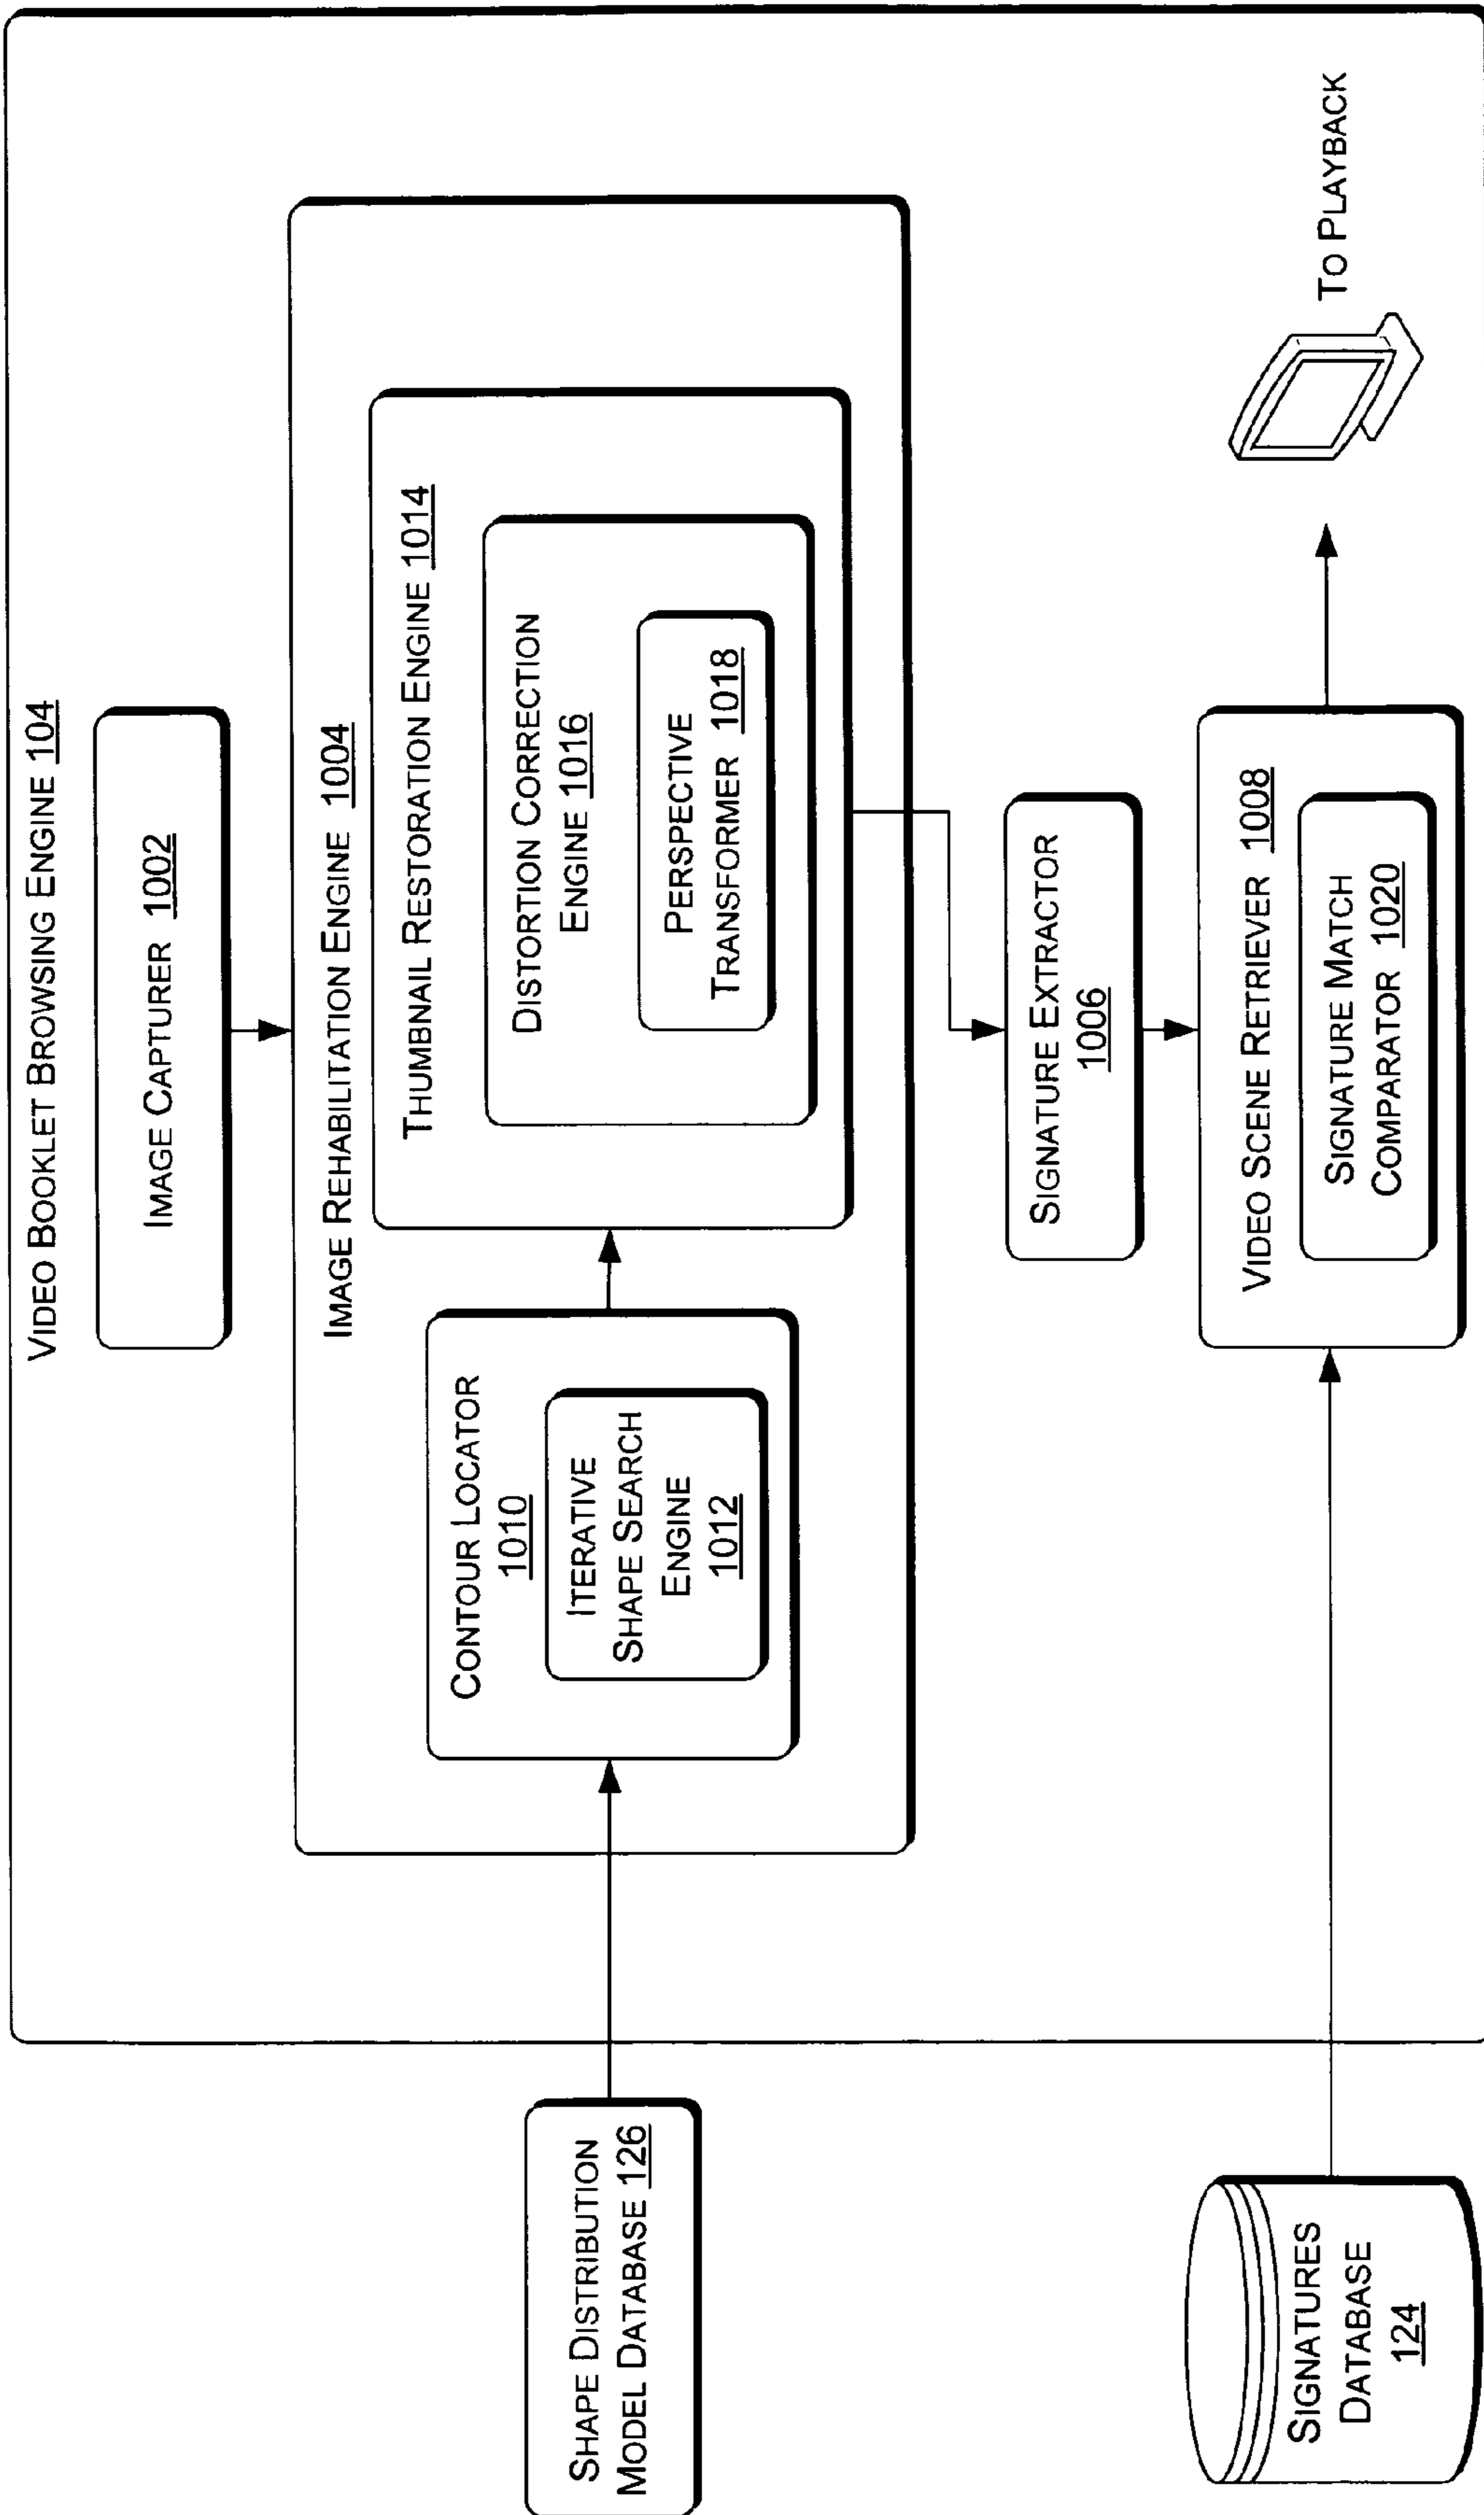 VIDEO BOOKLET BROWSING ENGINE 104
IMAGE CAPTURER 1002
IMAGE REHABILITATION ENGINE 1004
THUMBNAIL RESTORATION ENGINE 1014
DISTORTION CORRECTION
ENGINE 1016
PERSPECTIVE
TRANSFORMER 1018
CONTOUR LOCATOR
1010
ITERATIVE
SHAPE SEARCH
ENGINE
1012
SHAPE DISTRIBUTION
MODEL DATABASE 126
SIGNATURE EXTRACTOR
1006
VIDEO SCENE RETRIEVER 1008
SIGNATURE MATCH
COMPARATOR 1020
TO PLAYBACK
SIGNATURES
DATABASE
124